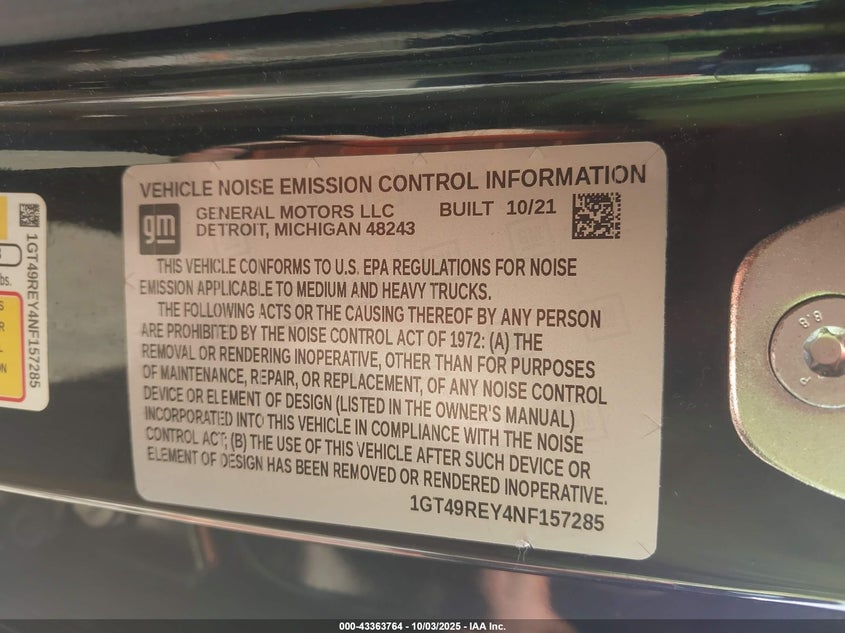 VEHICLE NOISE EMISSION CONTROL INFORMATION
gm
GENERAL MOTORS LLC BUILT 10/21
DETROIT, MICHIGAN 48243
THIS VEHICLE CONFORMS TO U.S. EPA REGULATIONS FOR NOISE
EMISSION APPLICABLE TO MEDIUM AND HEAVY TRUCKS.
THE FOLLOWING ACTS OR THE CAUSING THEREOF BY ANY PERSON
ARE PROHIBITED BY THE NOISE CONTROL ACT OF 1972: (A) THE
REMOVAL OR RENDERING INOPERATIVE, OTHER THAN FOR PURPOSES
OF MAINTENANCE, REPAIR, OR REPLACEMENT, OF ANY NOISE CONTROL
DEVICE OR ELEMENT OF DESIGN (LISTED IN THE OWNER'S MANUAL)
INCORPORATED INTO THIS VEHICLE IN COMPLIANCE WITH THE NOISE
CONTROL ACT; (B) THE USE OF THIS VEHICLE AFTER SUCH DEVICE OR
ELEMENT OF DESIGN HAS BEEN REMOVED OR RENDERED INOPERATIVE.
1GT49REY4NF157285
1GT49REY4NF157285
bs.
8.8
P
000-43363764 - 10/03/2025 - IAA Inc.